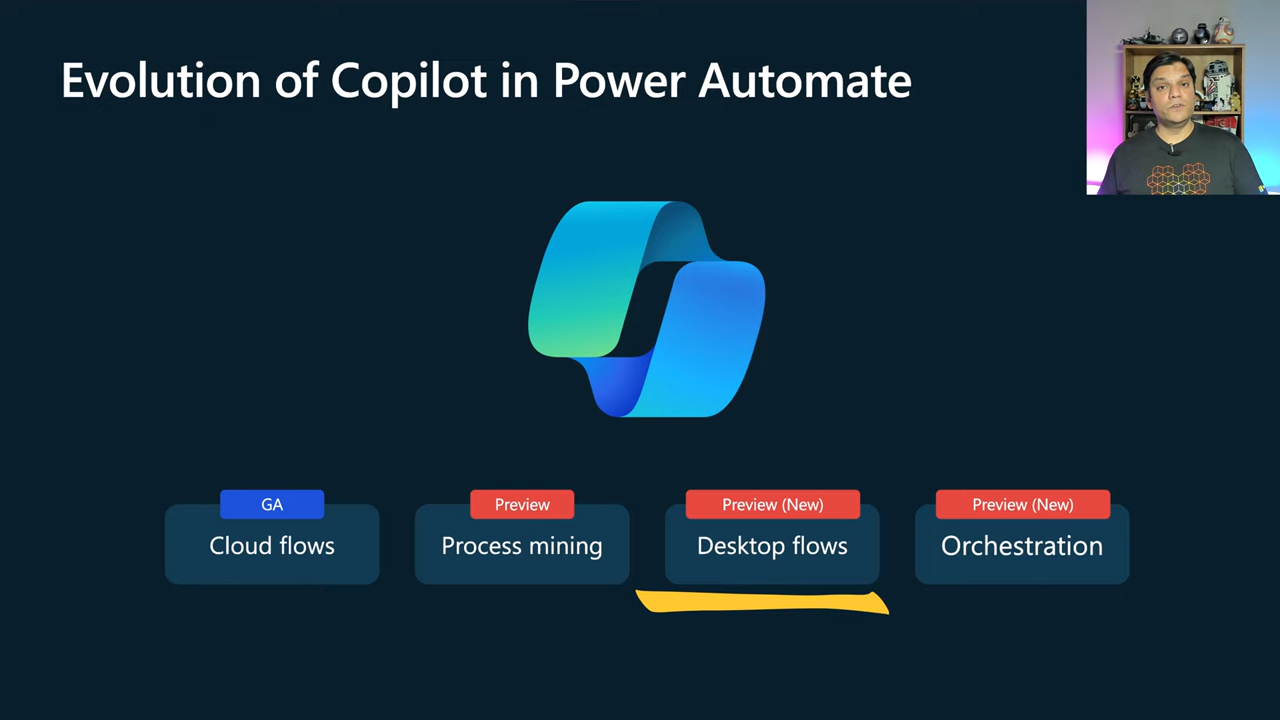 Evolution of Copilot in Power Automate
GA
Cloud flows
Preview
Process mining
Preview (New)
Desktop flows
Preview (New)
Orchestration